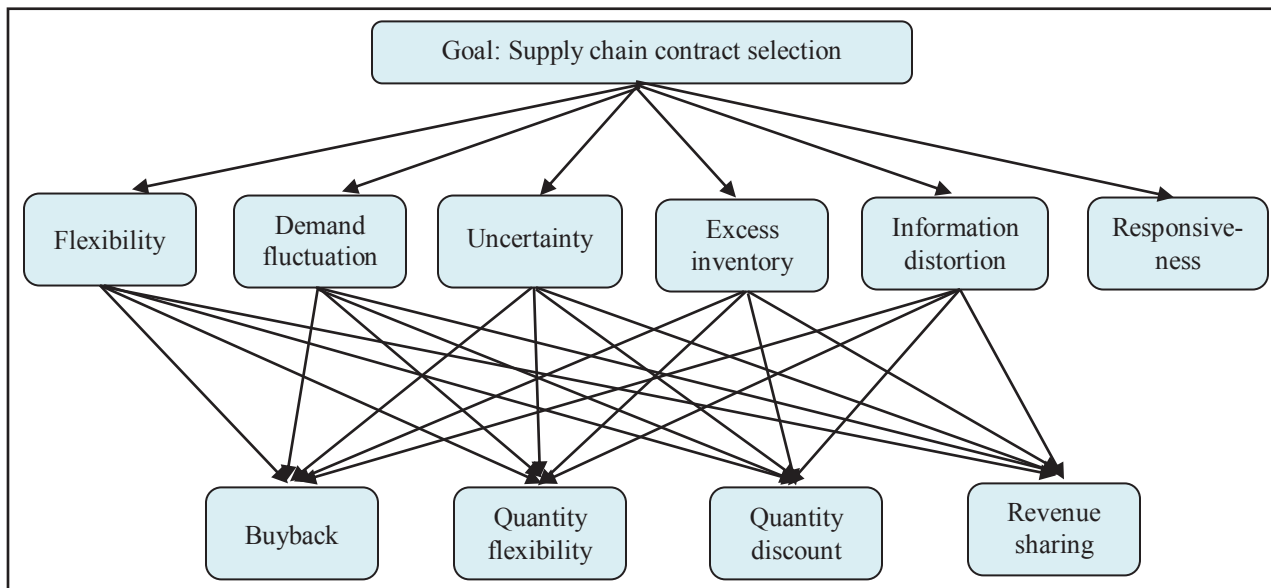 Goal: Supply chain contract selection
Flexibility
Demand
fluctuation
Uncertainty
Excess
inventory
Information
distortion
Responsive-
ness
Buyback
Quantity
flexibility
Quantity
discount
Revenue
sharing